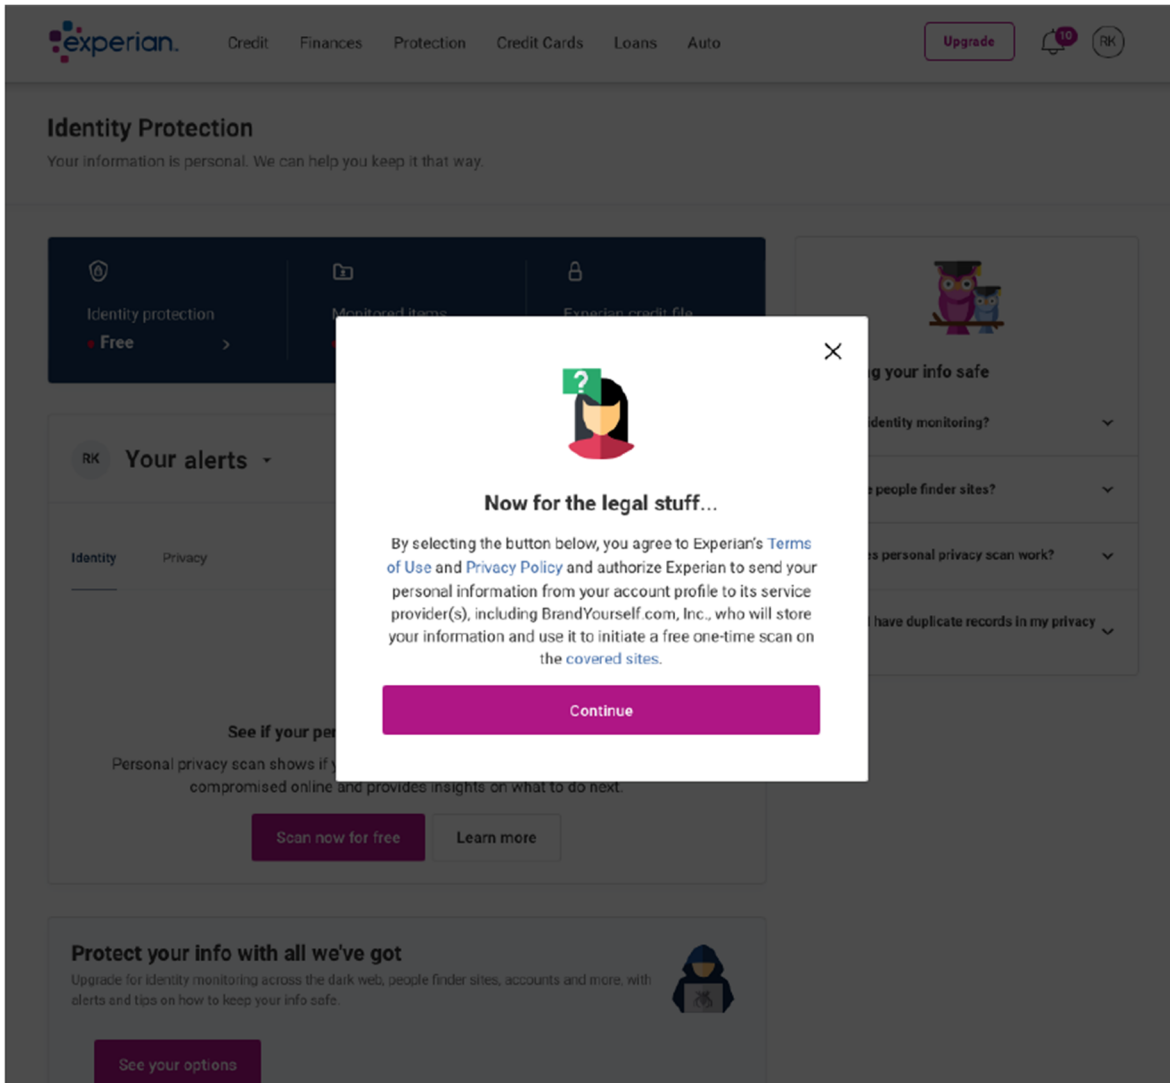 experian.
Credit Finances Protection Credit Cards Loans Auto
Upgrade
10
RK
Identity Protection
Your information is personal. We can help you keep it that way.
Identity protection
Free
Monitored items
Experian credit file
g your info safe
identity monitoring?
people finder sites?
personal privacy scan work?
have duplicate records in my privacy
RK
Your alerts
Identity Privacy
?
Now for the legal stuff...
By selecting the button below, you agree to Experian's Terms
of Use and Privacy Policy and authorize Experian to send your
personal information from your account profile to its service
provider(s), including BrandYourself.com, Inc., who will store
your information and use it to initiate a free one-time scan on
the covered sites.
Continue
See if your per
Personal privacy scan shows if y
compromised online and provides insights on what to do next.
Scan now for free
Learn more
Protect your info with all we've got
Upgrade for identity monitoring across the dark web, people finder sites, accounts and more, with
alerts and tips on how to keep your info safe.
See your options